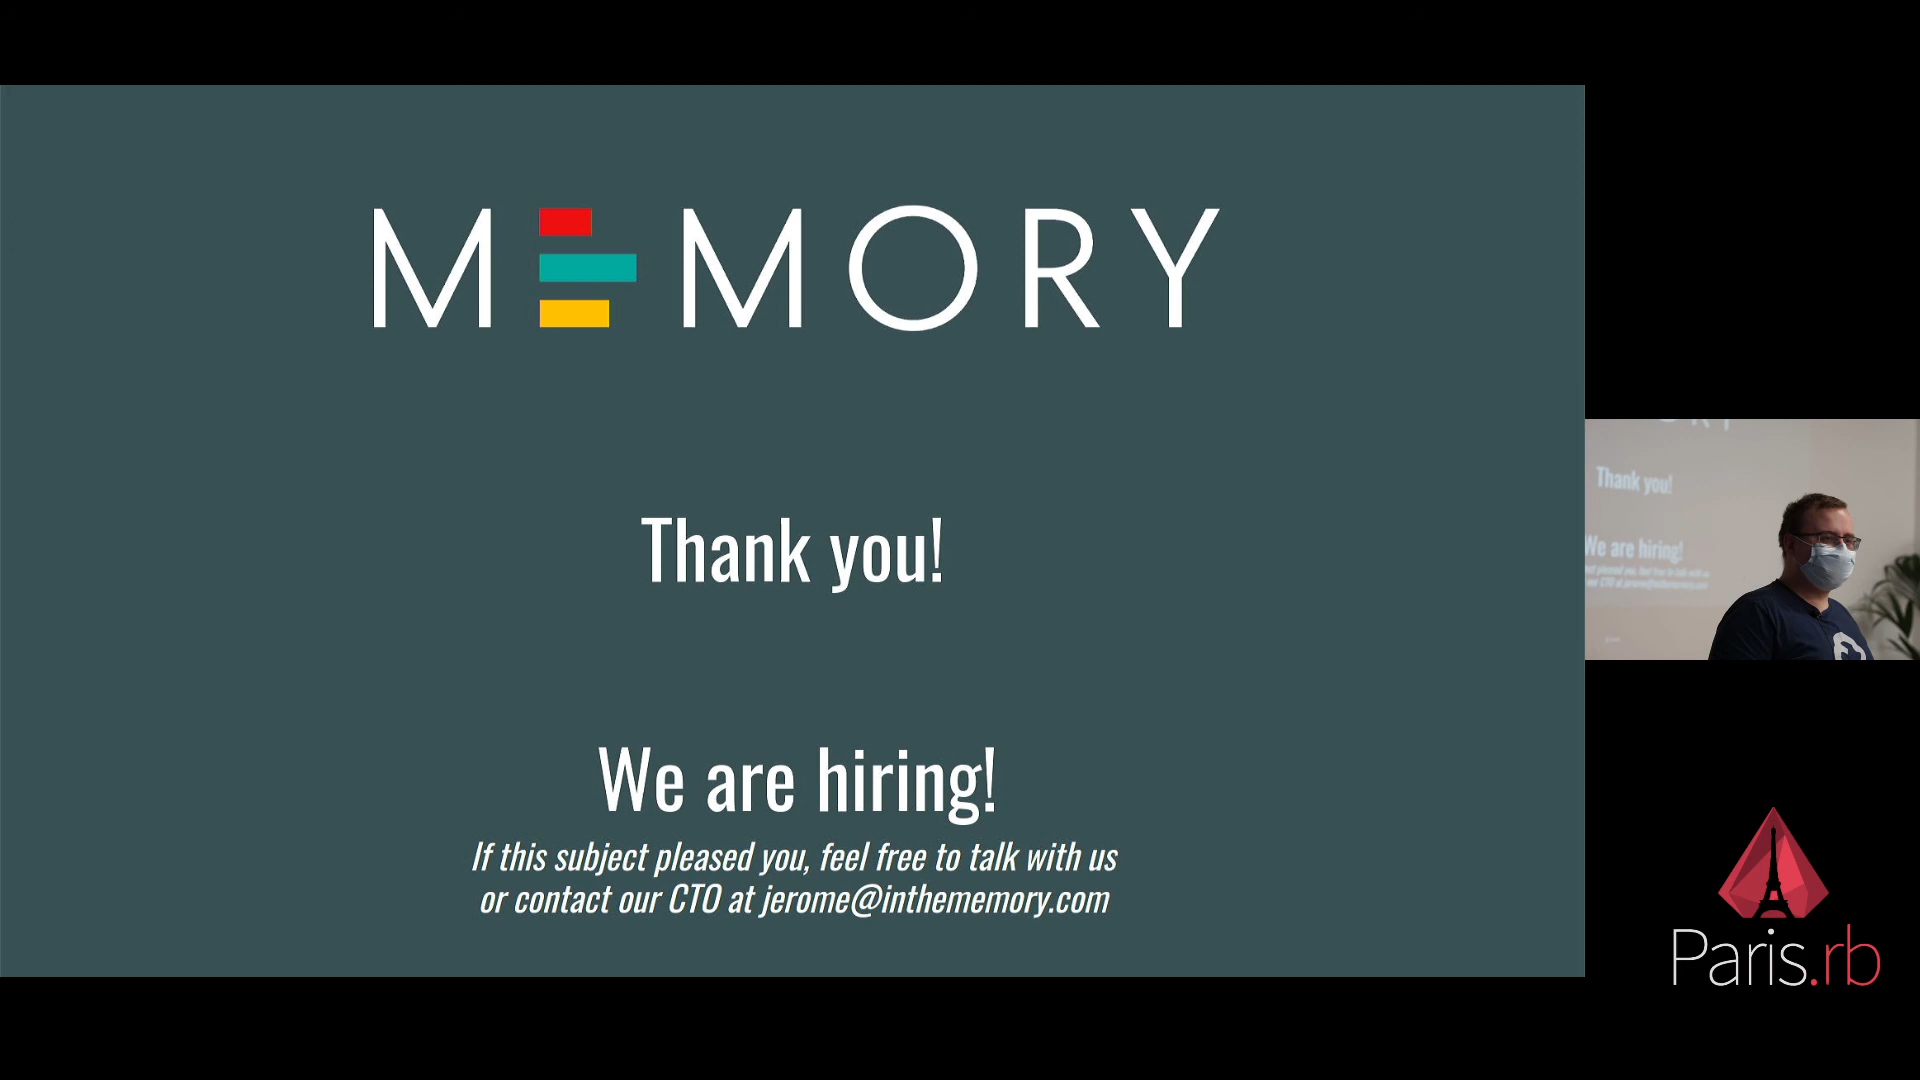 MEMORY
Thank you!
We are hiring!
If this subject pleased you, feel free to talk with us
or contact our CTO at jerome@inthememory.com
Thank you!
We are hiring!
Paris.rb